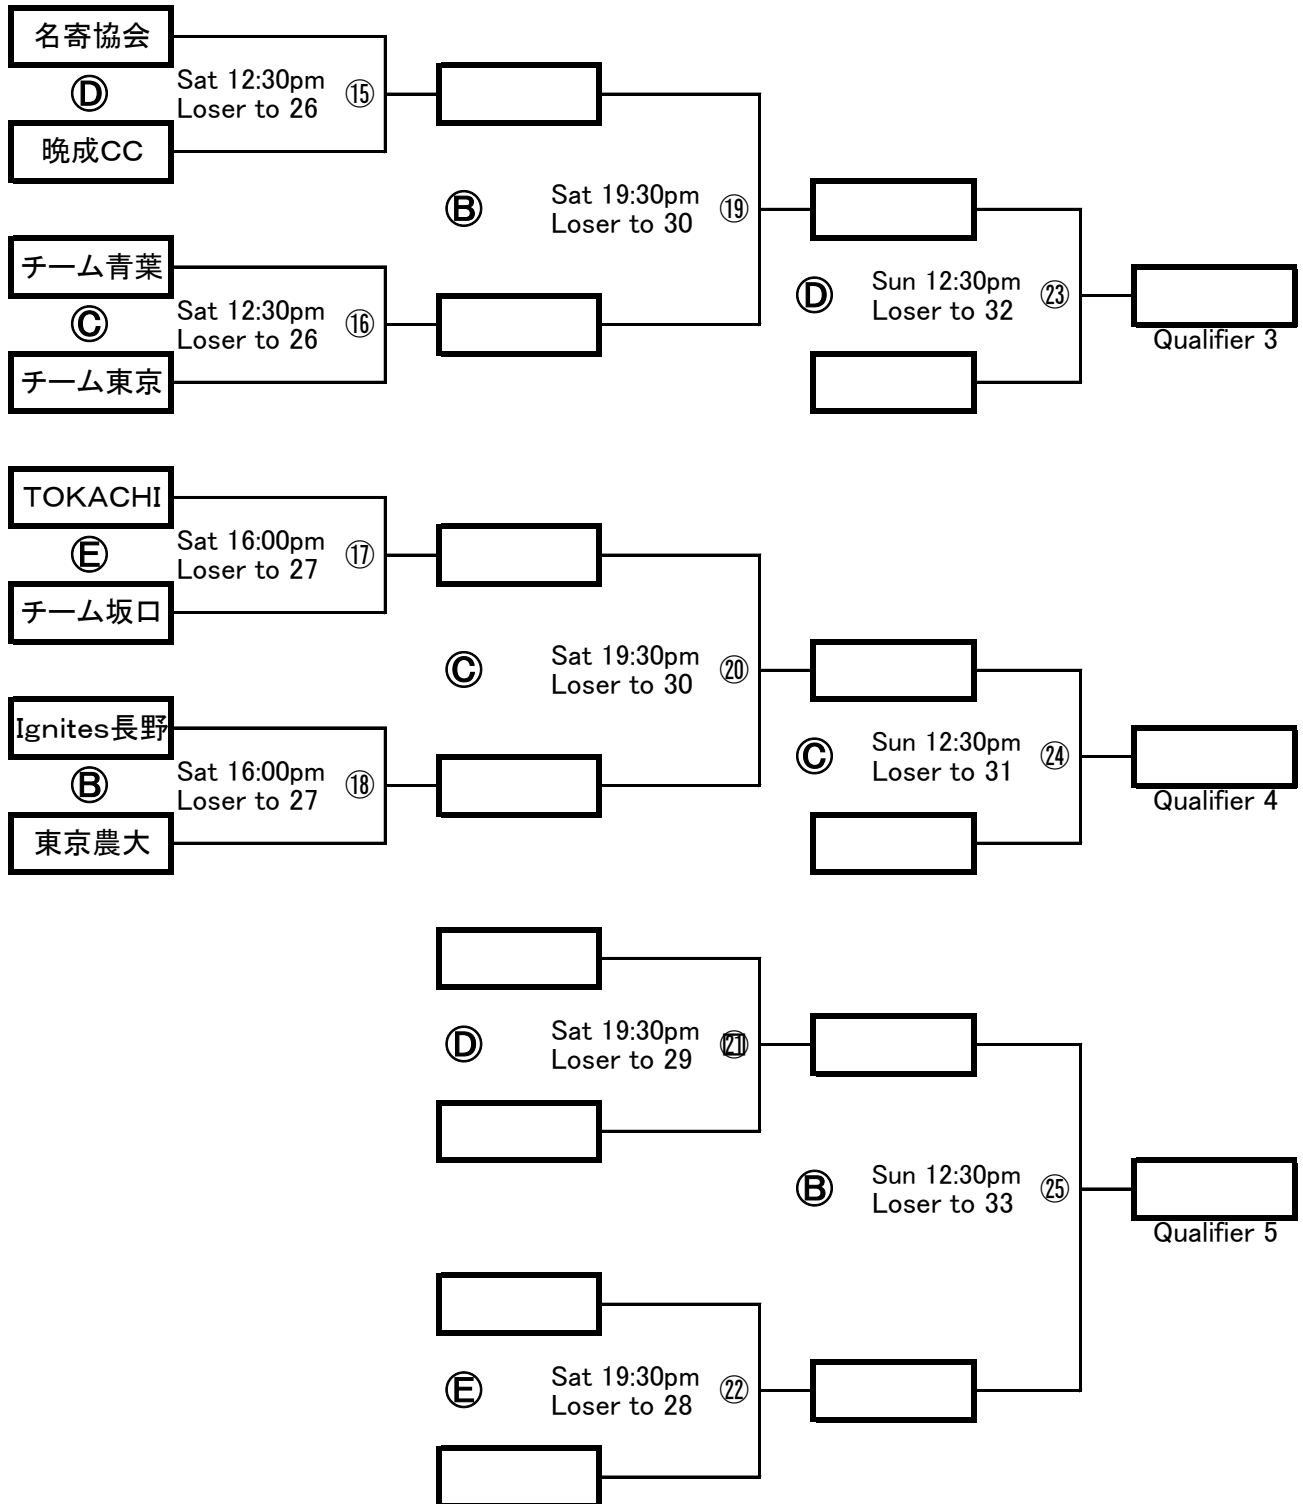 名寄協会
Ⓓ
Sat 12:30pm
Loser to 26
⑮
晩成CC
Ⓑ
Sat 19:30pm
Loser to 30
⑲
チーム青葉
Ⓒ
Sat 12:30pm
Loser to 26
⑯
チーム東京
Ⓓ
Sun 12:30pm
Loser to 32
㉓
Qualifier 3
TOKACHI
Ⓔ
Sat 16:00pm
Loser to 27
⑰
チーム坂口
Ⓒ
Sat 19:30pm
Loser to 30
⑳
Ignites長野
Ⓑ
Sat 16:00pm
Loser to 27
⑱
東京農大
Ⓒ
Sun 12:30pm
Loser to 31
㉔
Qualifier 4
Ⓓ
Sat 19:30pm
Loser to 29
㉑
Ⓑ
Sun 12:30pm
Loser to 33
㉕
Qualifier 5
Ⓔ
Sat 19:30pm
Loser to 28
㉒